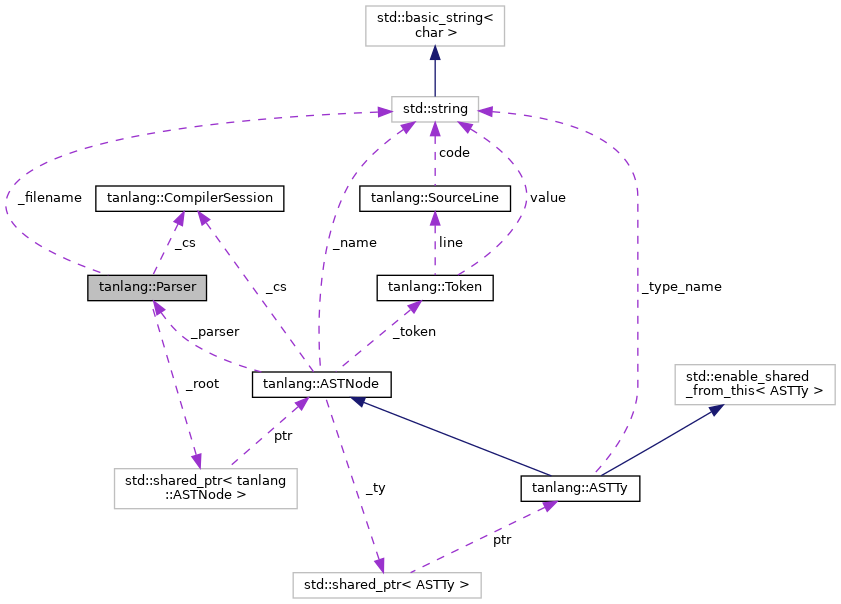 std::basic_string<
char >
std::string
code
_filename
tanlang::CompilerSession
tanlang::SourceLine
value
_cs
_name
line
tanlang::Parser
_cs
tanlang::Token
_type_name
_parser
_token
_root
tanlang::ASTNode
std::enable_shared
_from_this< ASTTy >
ptr
std::shared_ptr< tanlang
::ASTNode >
_ty
tanlang::ASTTy
ptr
std::shared_ptr< ASTTy >